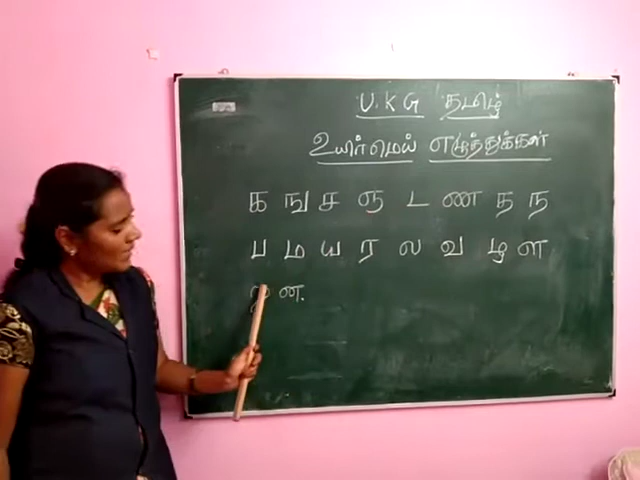 U.K.G தமிழ்
உயிர்மெய் எழுத்துக்கள்
க ங ச ஞ ட ண த ந
ப ம ய ர ல வ ழ ள
ற ன.